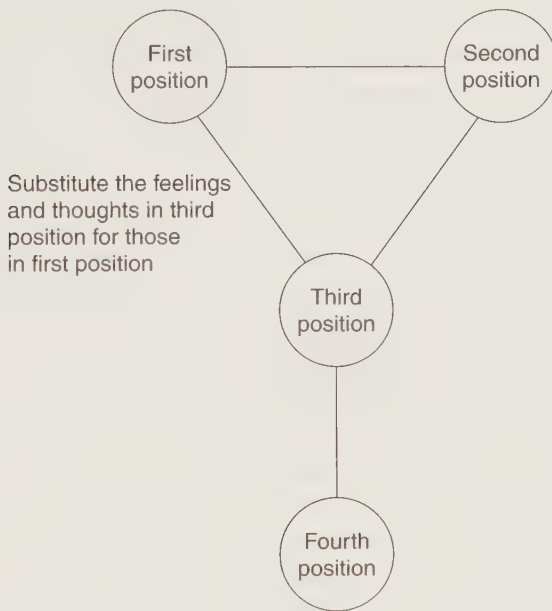 First
position
Second
position
Substitute the feelings
and thoughts in third
position for those
in first position
Third
position
Fourth
position